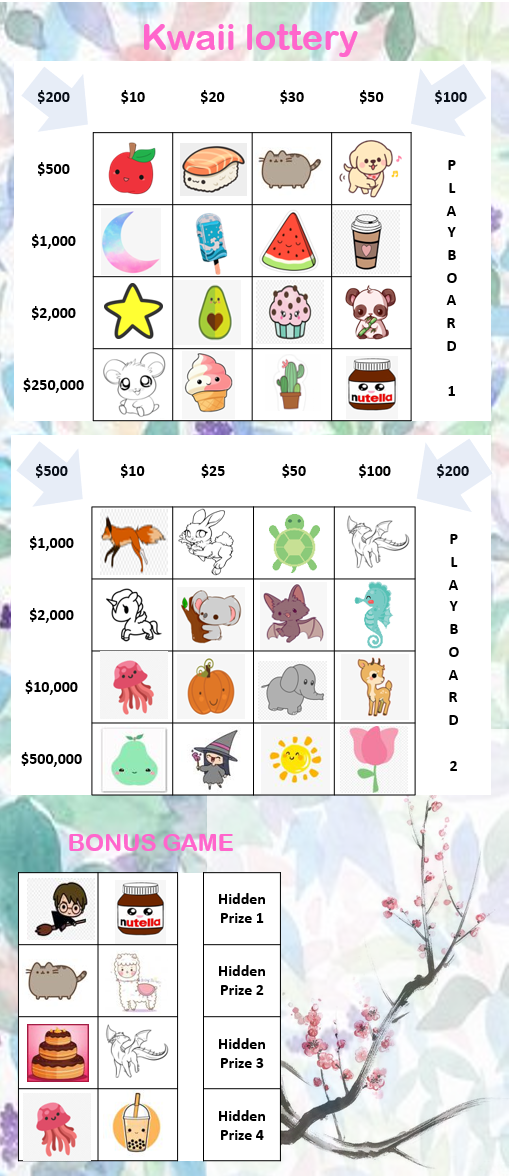 Kwaii lottery
$200 $10 $20 $30 $50 $100
$500
$1,000
$2,000
$250,000
nutella
P
L
A
Y
B
O
A
R
D
1
$500 $10 $25 $50 $100 $200
$1,000
$2,000
$10,000
$500,000
P
L
A
Y
B
O
A
R
D
2
BONUS GAME
nutella
Hidden
Prize 1
Hidden
Prize 2
Hidden
Prize 3
Hidden
Prize 4